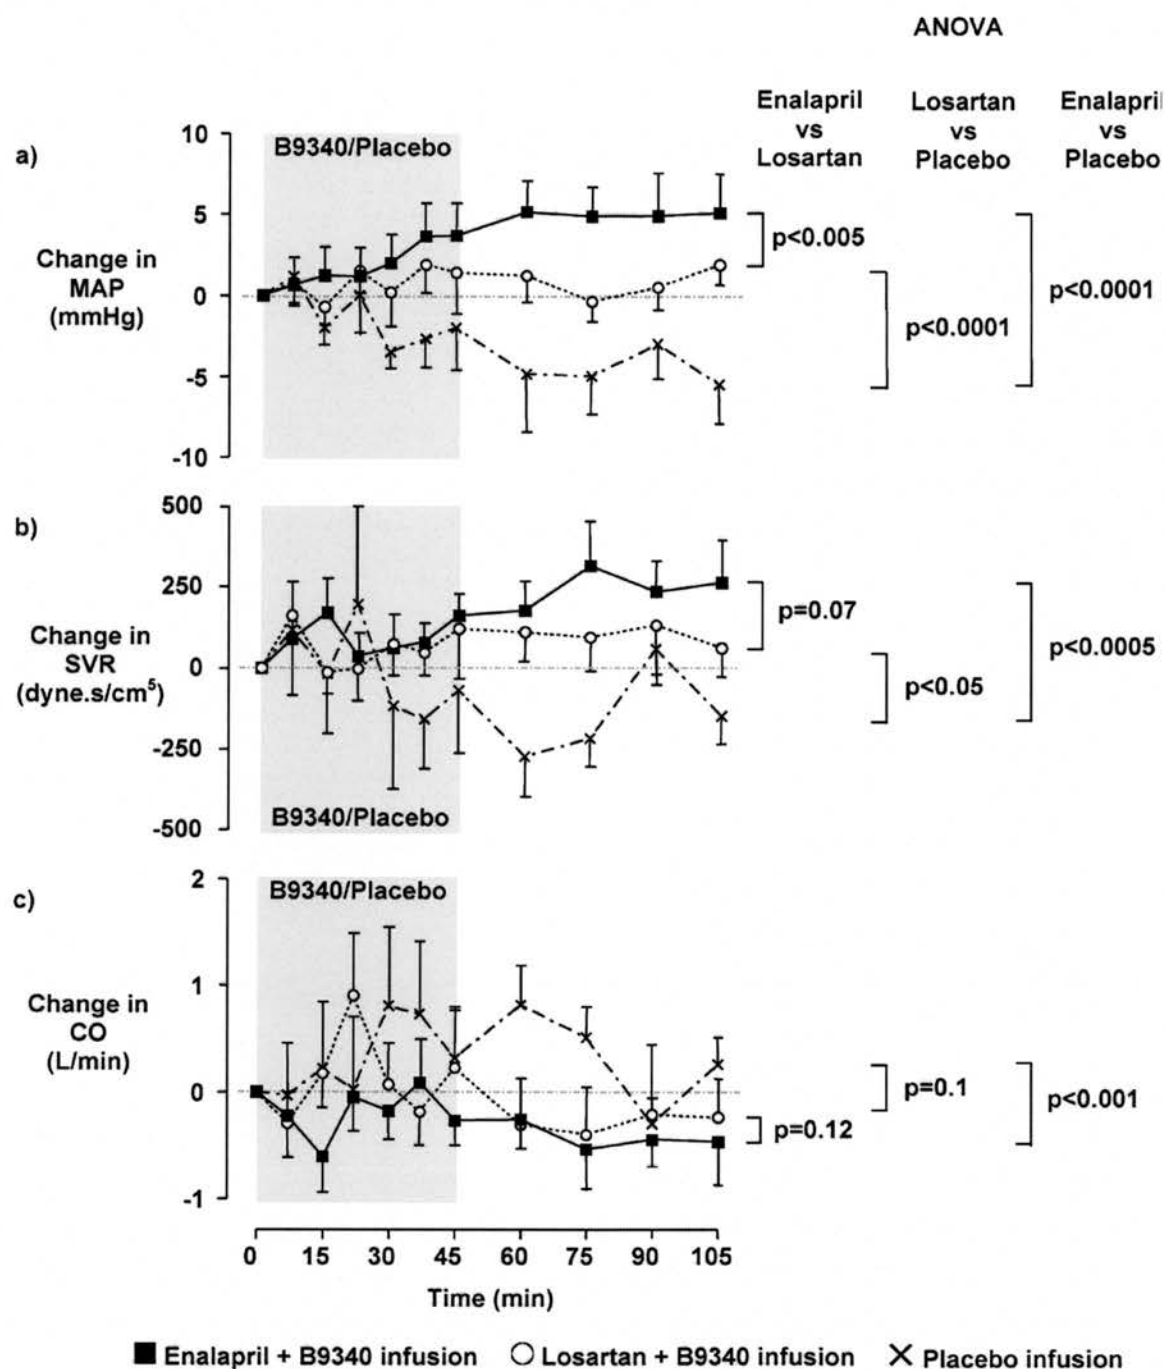 ANOVA
Enalapril vs Losartan
Losartan vs Placebo
Enalapril vs Placebo
a)
B9340/Placebo
Change in
MAP
(mmHg)
10
5
0
-5
-10
p<0.005
p<0.0001
p<0.0001
b)
Change in
SVR
(dyne.s/cm⁵)
500
250
0
-250
-500
B9340/Placebo
p=0.07
p<0.05
p<0.0005
c)
B9340/Placebo
Change in
CO
(L/min)
2
1
0
-1
p=0.12
p=0.1
p<0.001
0 15 30 45 60 75 90 105
Time (min)
Enalapril + B9340 infusion Losartan + B9340 infusion Placebo infusion